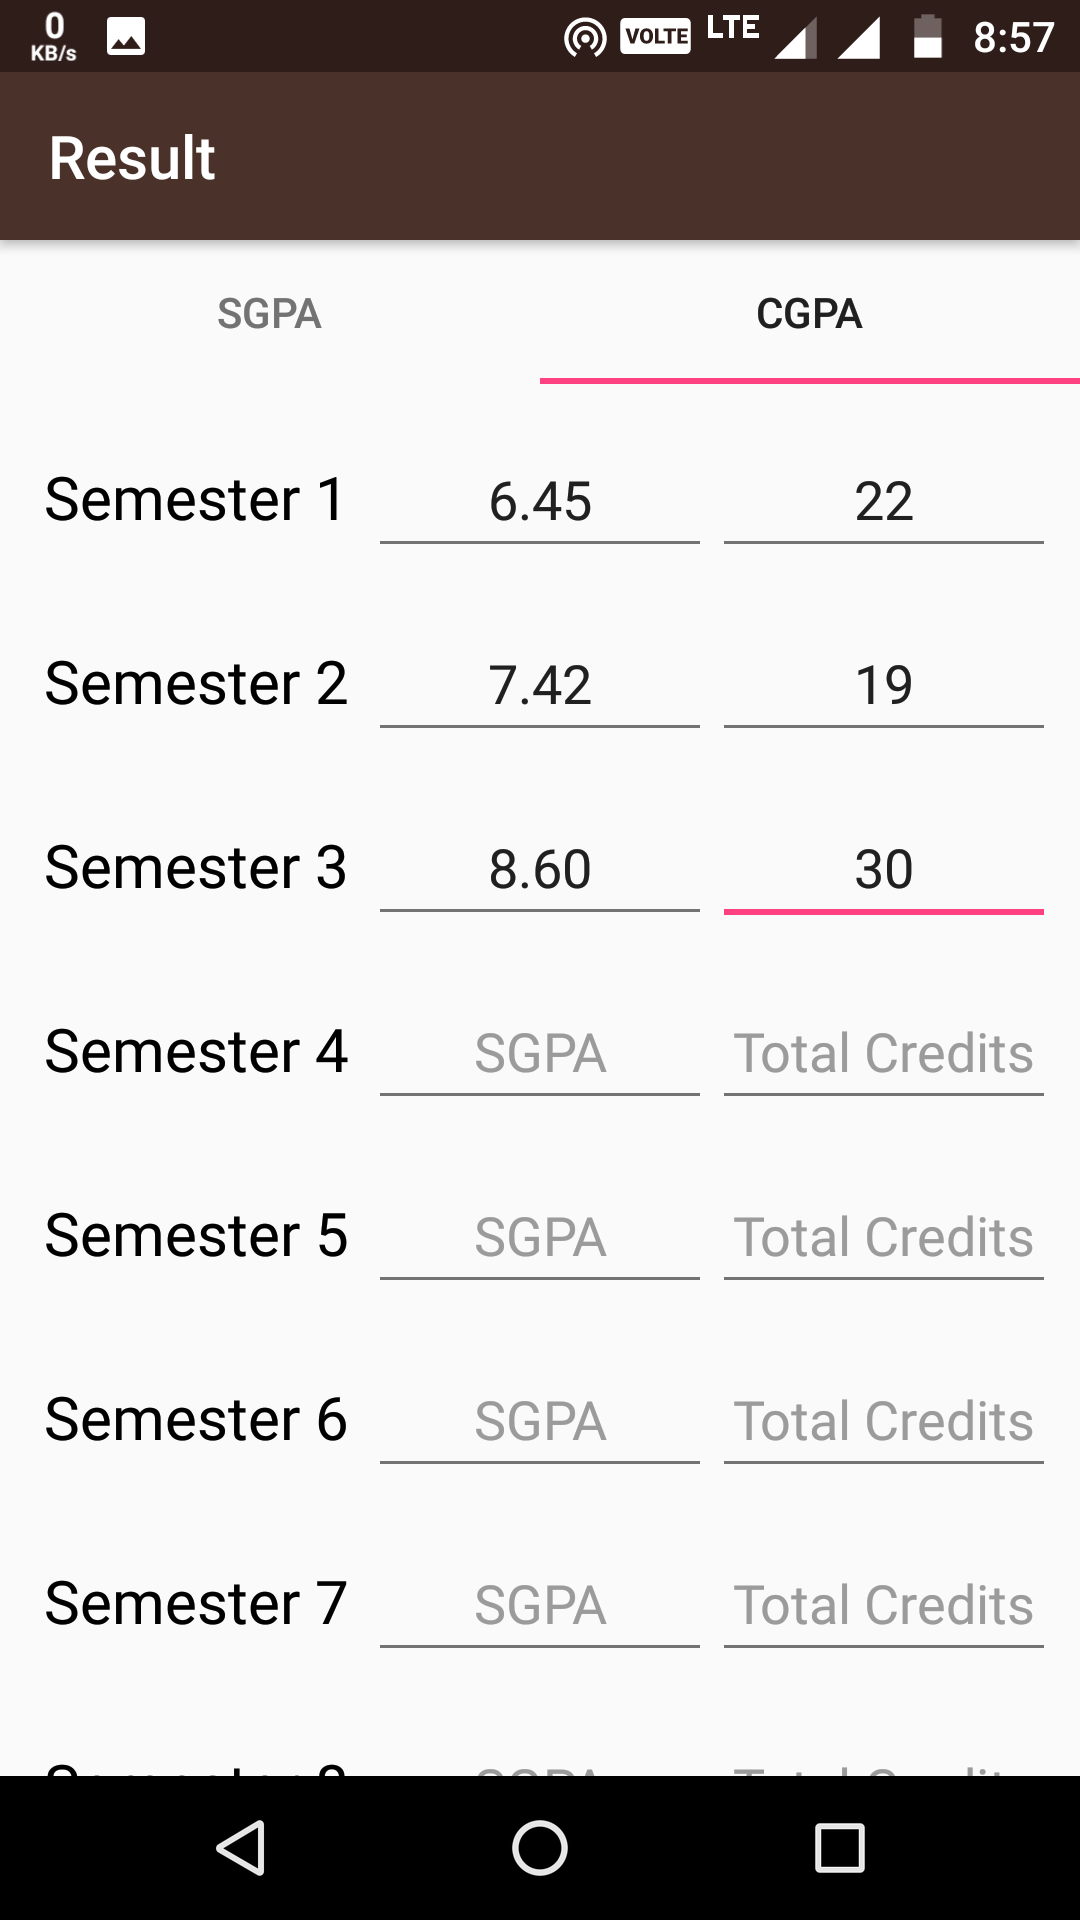 0
KB/s
VOLTE LTE 8:57
Result
SGPA CGPA
Semester 1 6.45 22
Semester 2 7.42 19
Semester 3 8.60 30
Semester 4 SGPA Total Credits
Semester 5 SGPA Total Credits
Semester 6 SGPA Total Credits
Semester 7 SGPA Total Credits